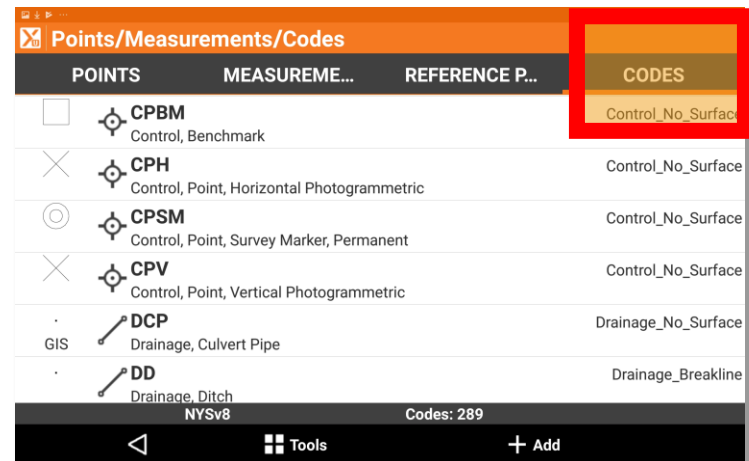 Points/Measurements/Codes
POINTS MEASUREME... REFERENCE P... CODES
CPBM Control_No_Surface
Control, Benchmark
CPH Control_No_Surface
Control, Point, Horizontal Photogrammetric
CPSM Control_No_Surface
Control, Point, Survey Marker, Permanent
CPV Control_No_Surface
Control, Point, Vertical Photogrammetric
DCP Drainage_No_Surface
GIS Drainage, Culvert Pipe
DD Drainage_Breakline
Drainage, Ditch
NYSv8 Codes: 289
Tools Add